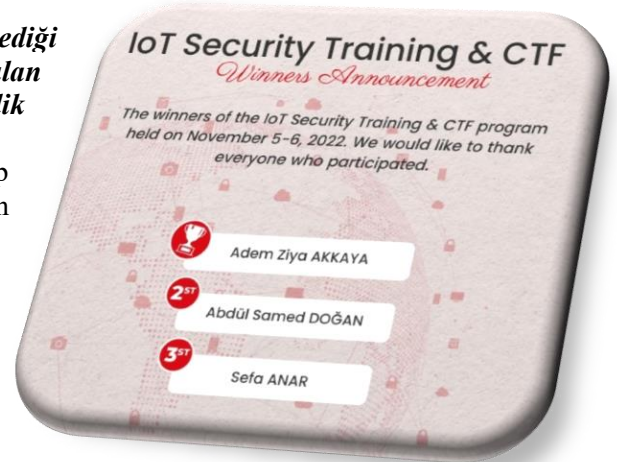 IoT Security Training & CTF
Winners Announcement
The winners of the IoT Security Training & CTF program
held on November 5-6, 2022. We would like to thank
everyone who participated.
Adem Ziya AKKAYA
2ST
Abdül Samed DOĞAN
3ST
Sefa ANAR